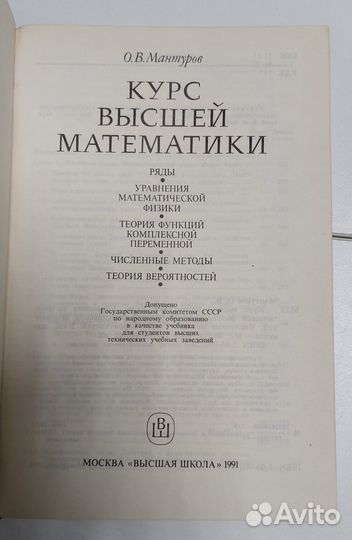 О.В.Мантуров
КУРС
ВЫСШЕЙ
МАТЕМАТИКИ
РЯДЫ
УРАВНЕНИЯ
МАТЕМАТИЧЕСКОЙ
ФИЗИКИ
ТЕОРИЯ ФУНКЦИЙ
КОМПЛЕКСНОЙ
ПЕРЕМЕННОЙ
ЧИСЛЕННЫЕ МЕТОДЫ
ТЕОРИЯ ВЕРОЯТНОСТЕЙ
Допущено
Государственным комитетом СССР
по народному образованию
в качестве учебника
для студентов высших
технических учебных заведений
ВШ
МОСКВА «ВЫСШАЯ ШКОЛА» 1991
Avito